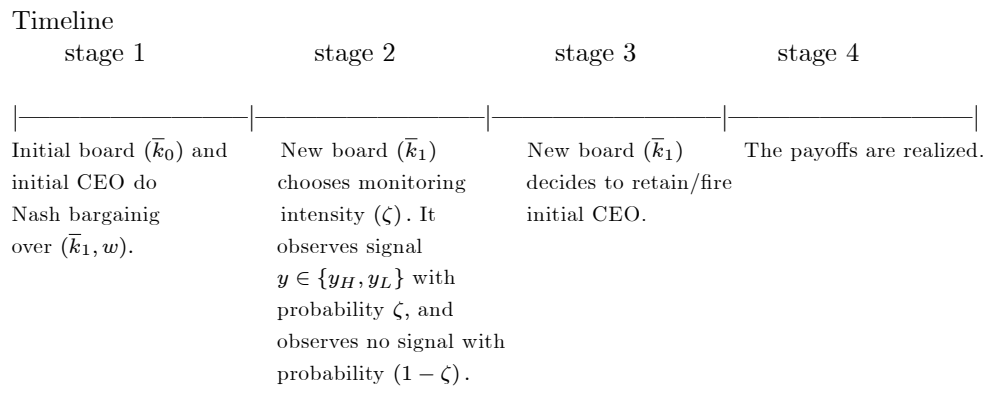 Timeline
stage 1 stage 2 stage 3 stage 4
Initial board (k̅₀) and
initial CEO do
Nash bargainig
over (k̅₁, w).
New board (k̅₁)
chooses monitoring
intensity (ζ). It
observes signal
y ∈ {y_H, y_L} with
probability ζ, and
observes no signal with
probability (1 − ζ).
New board (k̅₁)
decides to retain/fire
initial CEO.
The payoffs are realized.